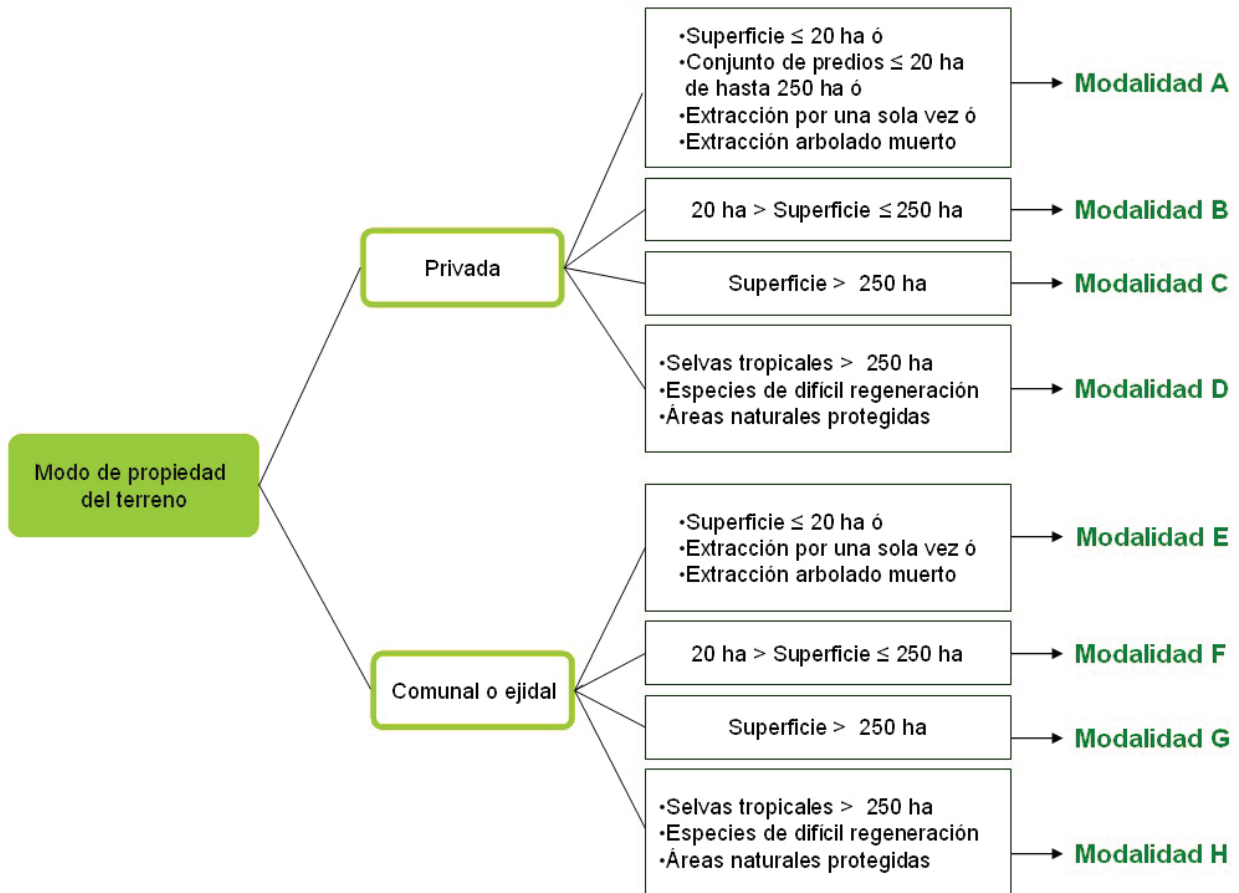 •Superficie ≤ 20 ha ó
•Conjunto de predios ≤ 20 ha
de hasta 250 ha ó
•Extracción por una sola vez ó
•Extracción arbolado muerto
Modalidad A
20 ha > Superficie ≤ 250 ha
Modalidad B
Privada
Superficie > 250 ha
Modalidad C
•Selvas tropicales > 250 ha
•Especies de difícil regeneración
•Áreas naturales protegidas
Modalidad D
Modo de propiedad
del terreno
•Superficie ≤ 20 ha ó
•Extracción por una sola vez ó
•Extracción arbolado muerto
Modalidad E
20 ha > Superficie ≤ 250 ha
Modalidad F
Comunal o ejidal
Superficie > 250 ha
Modalidad G
•Selvas tropicales > 250 ha
•Especies de difícil regeneración
•Áreas naturales protegidas
Modalidad H